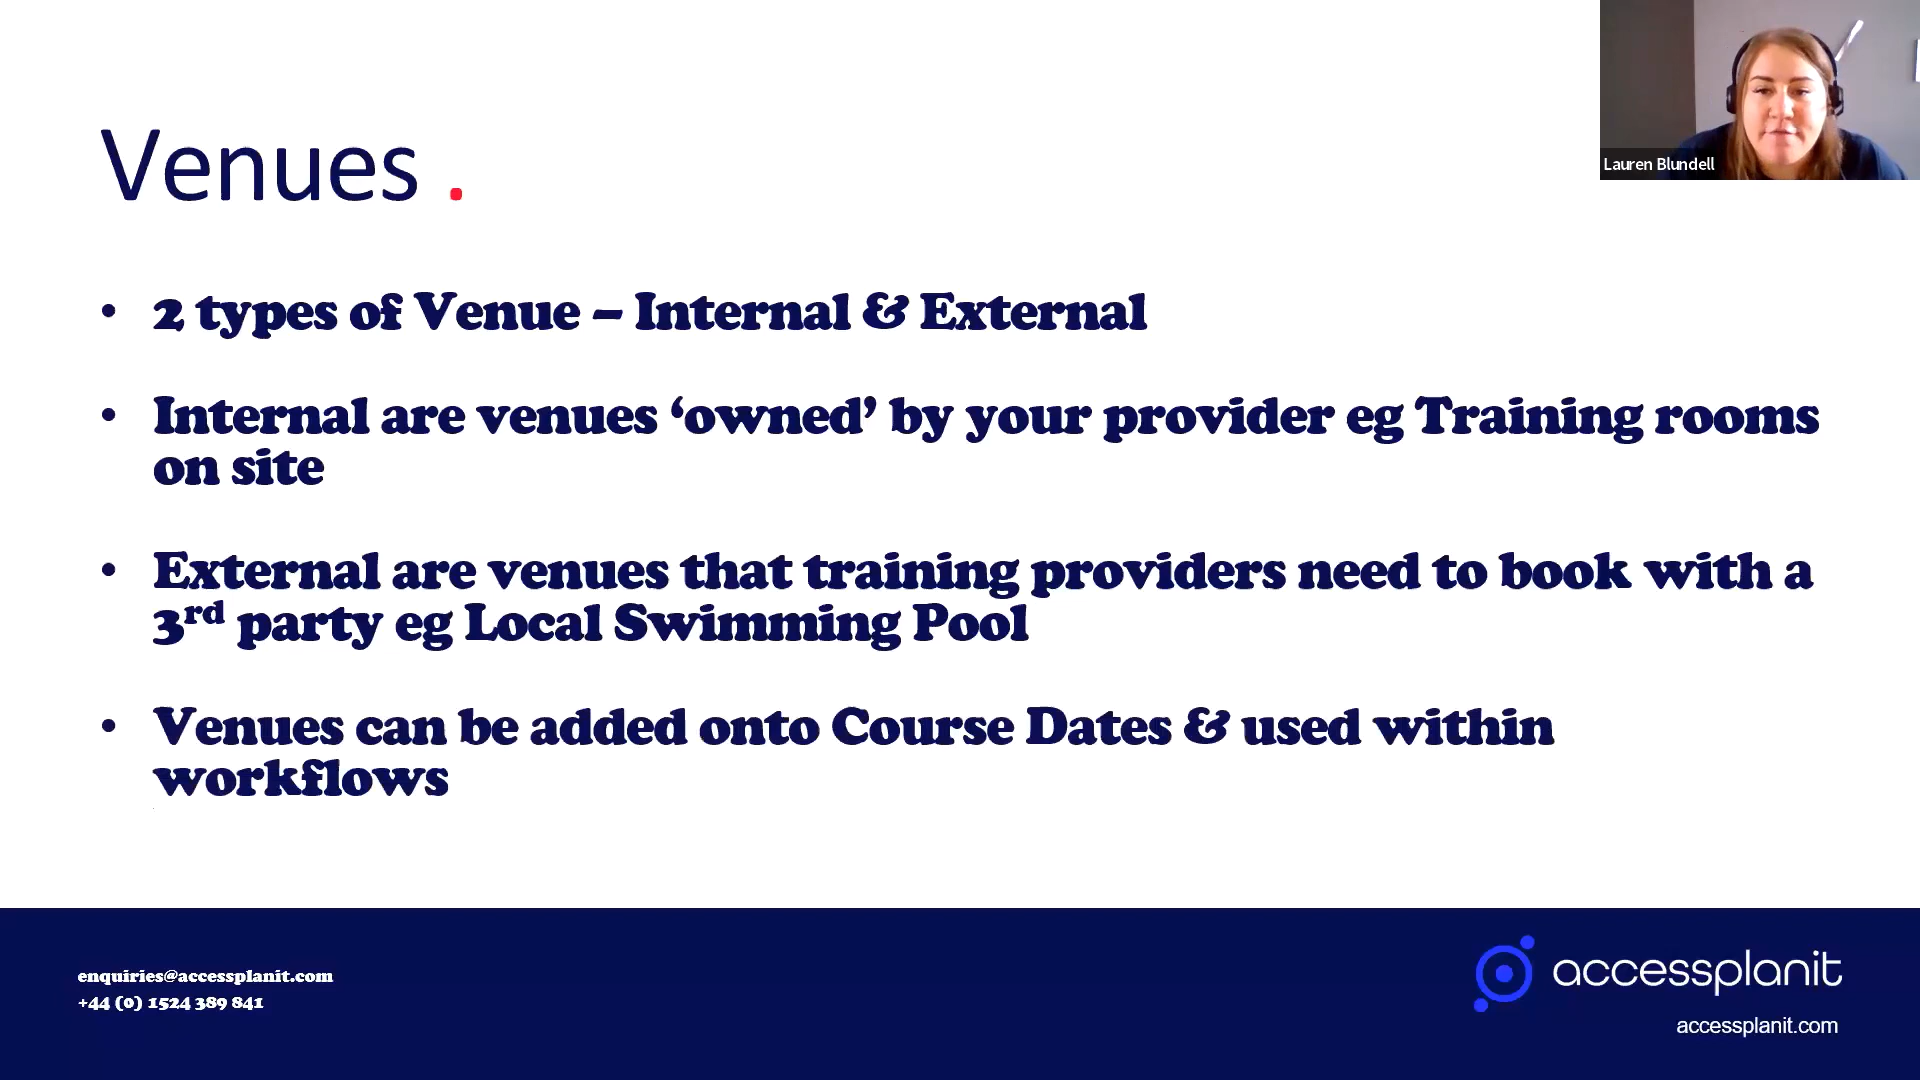 Lauren Blundell
Venues .
• 2 types of Venue – Internal & External
• Internal are venues ‘owned’ by your provider eg Training rooms
on site
• External are venues that training providers need to book with a
3rd party eg Local Swimming Pool
• Venues can be added onto Course Dates & used within
workflows
enquiries@accessplanit.com
+44 (0) 1524 389 841
accessplanit
accessplanit.com